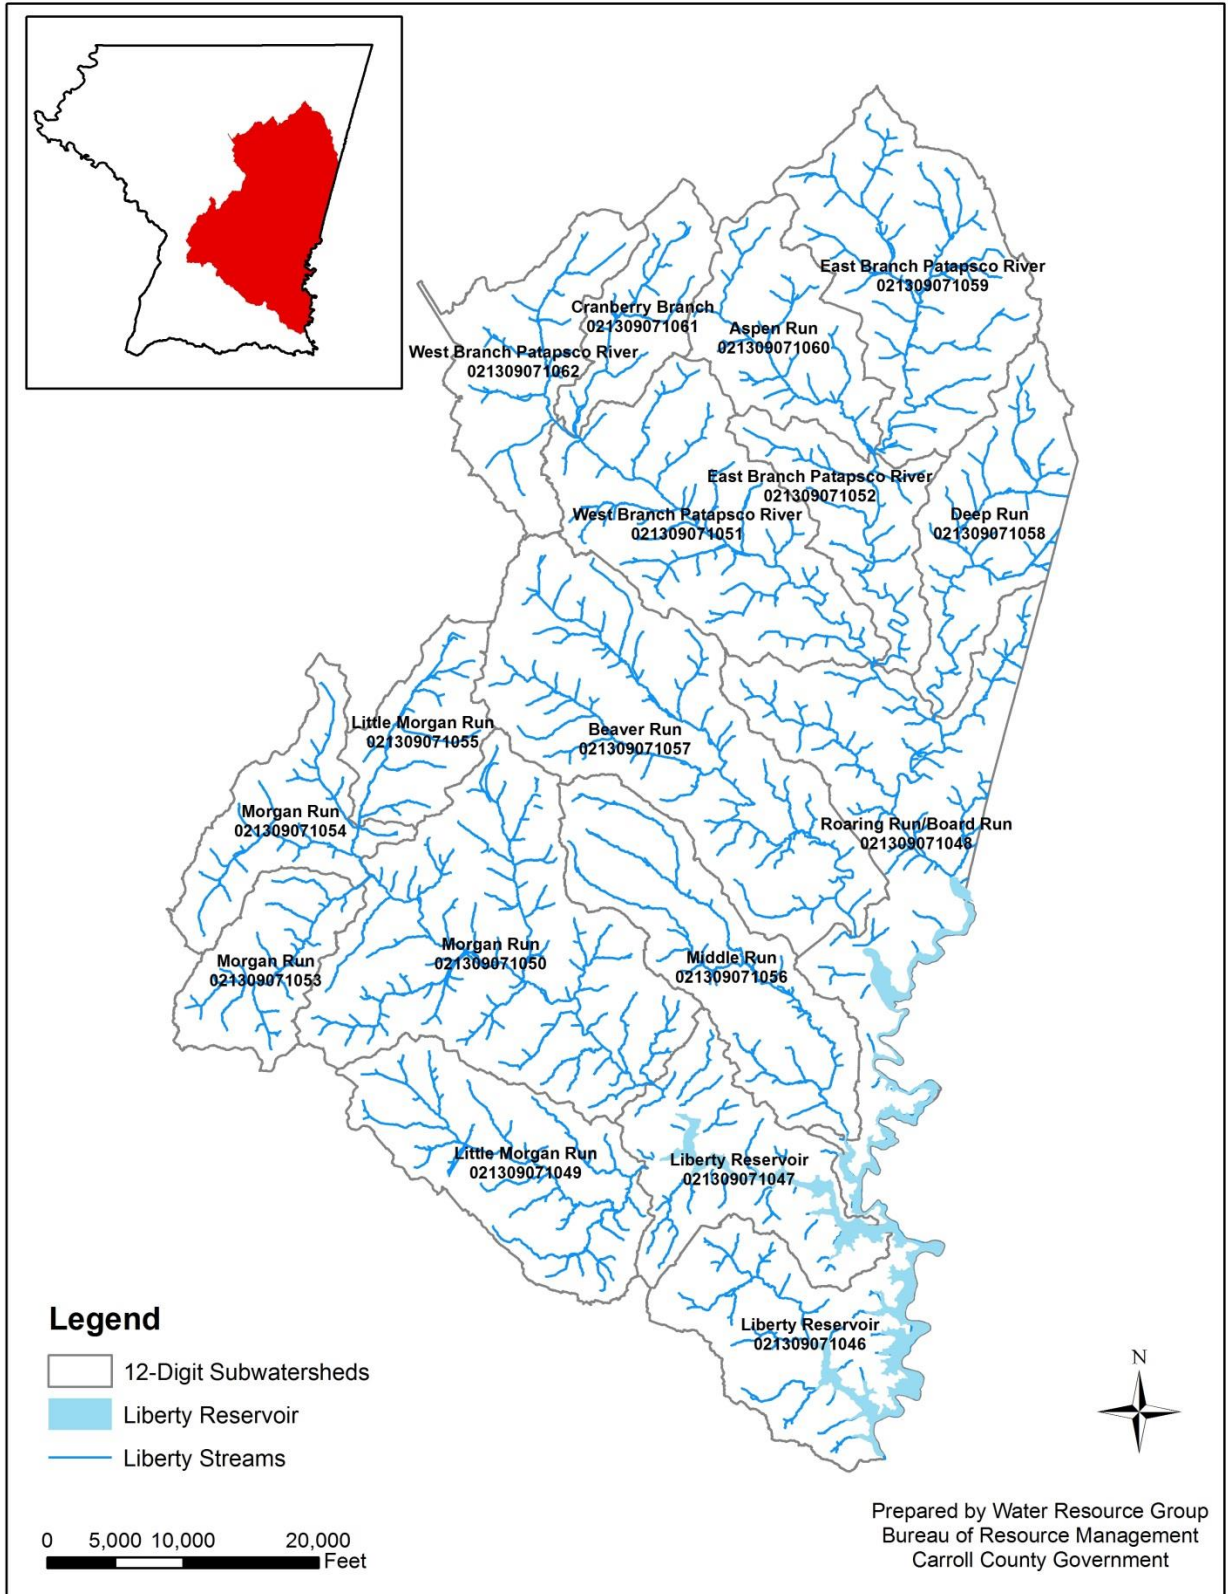 East Branch Patapsco River
021309071059
Cranberry Branch
021309071061
Aspen Run
021309071060
West Branch Patapsco River
021309071062
East Branch Patapsco River
021309071052
West Branch Patapsco River
021309071051
Deep Run
021309071058
Little Morgan Run
021309071055
Beaver Run
021309071057
Morgan Run
021309071054
Roaring Run/Board Run
021309071048
Morgan Run
021309071050
Morgan Run
021309071053
Middle Run
021309071056
Little Morgan Run
021309071049
Liberty Reservoir
021309071047
Liberty Reservoir
021309071046
Legend
12-Digit Subwatersheds
Liberty Reservoir
Liberty Streams
0 5,000 10,000 20,000
Feet
N
Prepared by Water Resource Group
Bureau of Resource Management
Carroll County Government